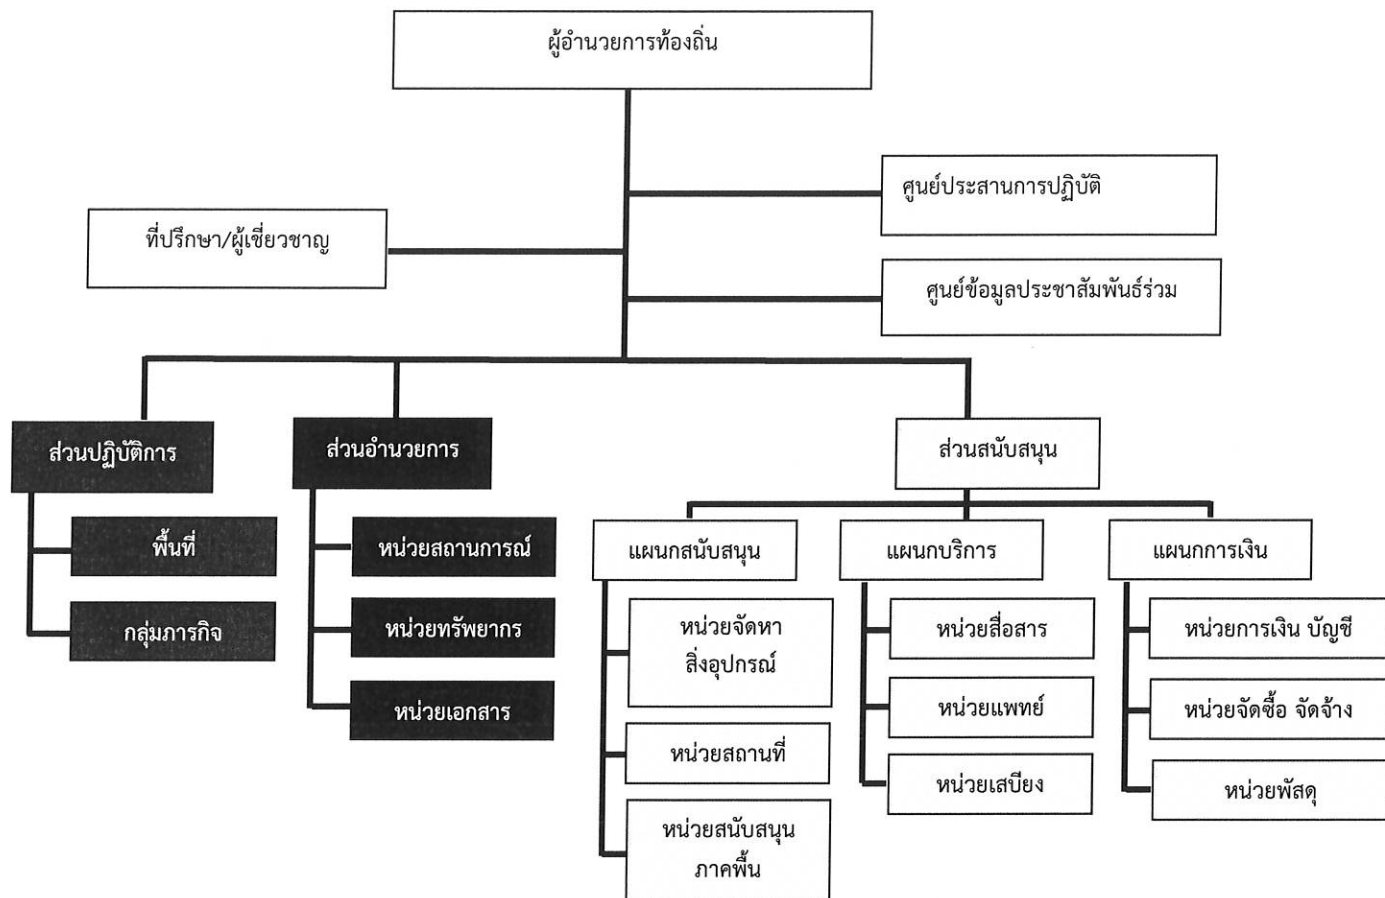 ผู้อำนวยการท้องถิ่น
ศูนย์ประสานการปฏิบัติ
ที่ปรึกษา/ผู้เชี่ยวชาญ
ศูนย์ข้อมูลประชาสัมพันธ์ร่วม
ส่วนปฏิบัติการ
พื้นที่
กลุ่มภารกิจ
ส่วนอำนวยการ
หน่วยสถานการณ์
หน่วยทรัพยากร
หน่วยเอกสาร
ส่วนสนับสนุน
แผนกสนับสนุน
หน่วยจัดหา
สิ่งอุปกรณ์
หน่วยสถานที่
หน่วยสนับสนุน
ภาคพื้น
แผนกบริการ
หน่วยสื่อสาร
หน่วยแพทย์
หน่วยเสบียง
แผนกการเงิน
หน่วยการเงิน บัญชี
หน่วยจัดซื้อ จัดจ้าง
หน่วยพัสดุ